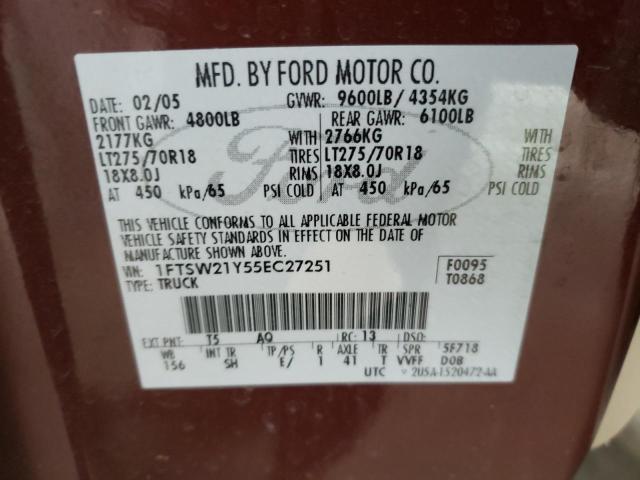 MFD. BY FORD MOTOR CO.
DATE: 02/05 GVWR: 9600LB/ 4354KG
FRONT GAWR: 4800LB REAR GAWR: 6100LB
2177KG WITH 2766KG WITH
LT275/70R18 TIRES LT275/70R18 TIRES
18X8.0J RIMS 18X8.0J RIMS
AT 450 kPa/65 PSI COLD AT 450 kPa/65 PSI COLD
Ford
THIS VEHICLE CONFORMS TO ALL APPLICABLE FEDERAL MOTOR
VEHICLE SAFETY STANDARDS IN EFFECT ON THE DATE OF
MANUFACTURE SHOWN ABOVE.
VIN: 1FTSW21Y55EC27251 F0095
TYPE: TRUCK T0868
EXT PNT: T5 AQ RC: 13 DSO:
WB INT TR TP/PS R AXLE TR SPR 5F718
156 SH E/ 1 41 T VVFF DOB
UTC 2U5A-1520472-AA